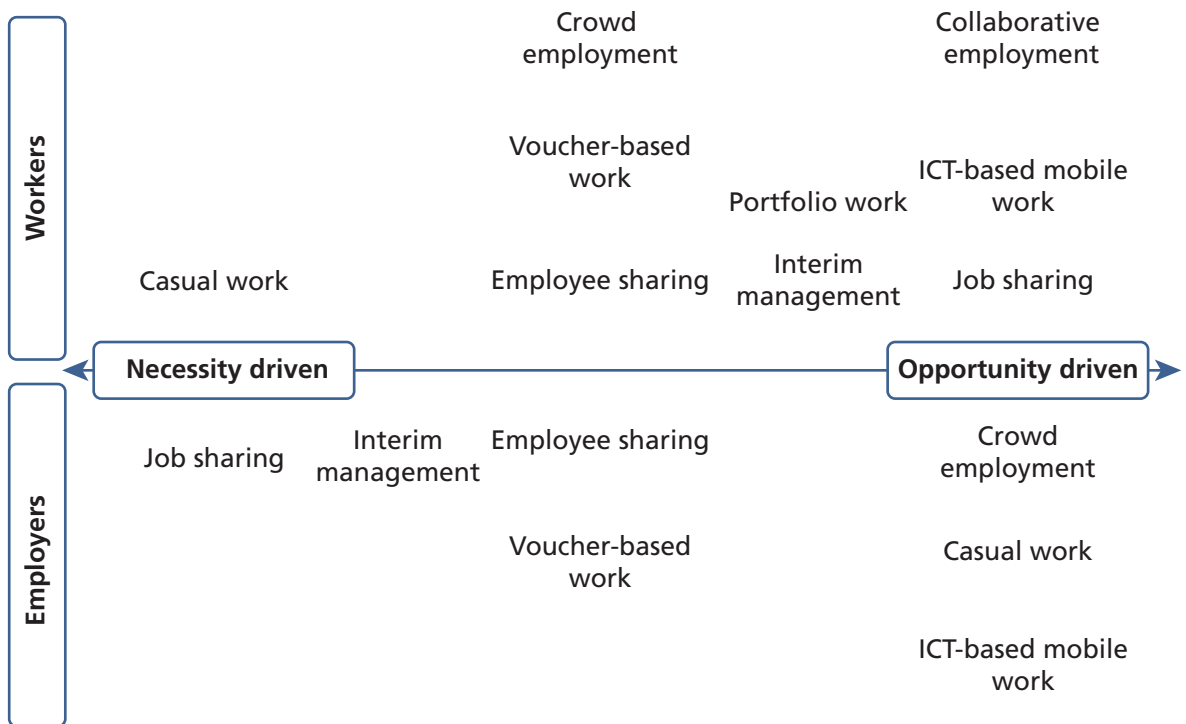 Workers
Crowd
employment
Collaborative
employment
Voucher-based
work
Portfolio work
ICT-based mobile
work
Casual work
Employee sharing
Interim
management
Job sharing
Necessity driven
Opportunity driven
Employers
Job sharing
Interim
management
Employee sharing
Crowd
employment
Voucher-based
work
Casual work
ICT-based mobile
work